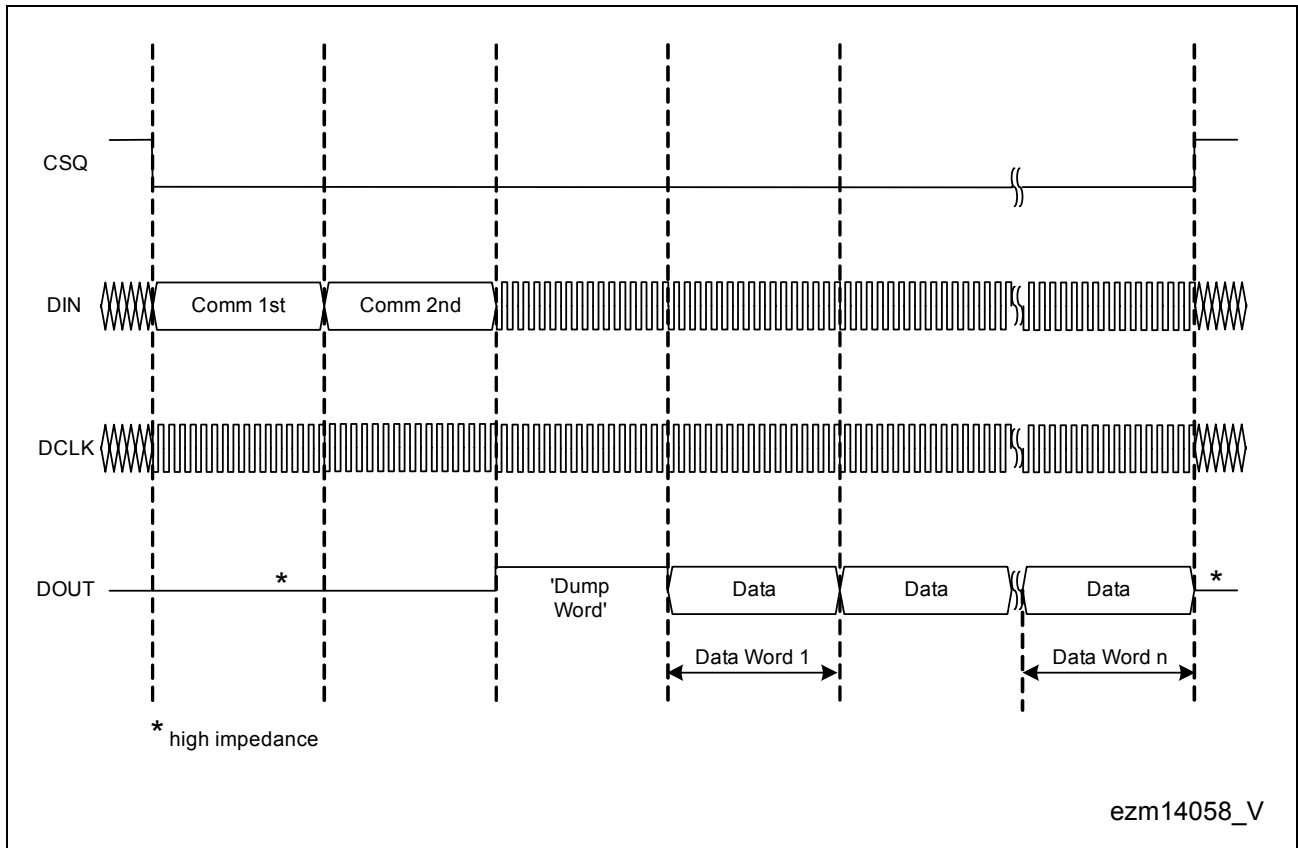 CSQ
DIN
Comm 1st
Comm 2nd
DCLK
DOUT
*
'Dump
Word'
Data
Data
Data
*
Data Word 1
Data Word n
* high impedance
ezm14058_V